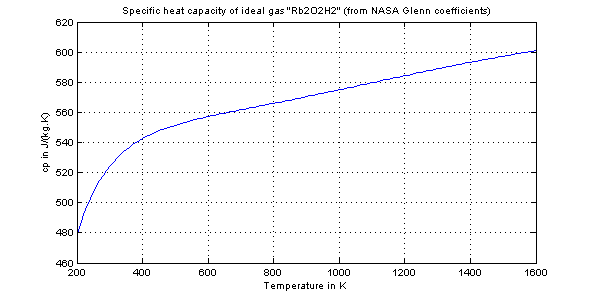 Specific heat capacity of ideal gas "Rb2O2H2" (from NASA Glenn coefficients)
620
600
580
560
540
520
500
480
460
cp in J/(kg.K)
200 400 600 800 1000 1200 1400 1600
Temperature in K